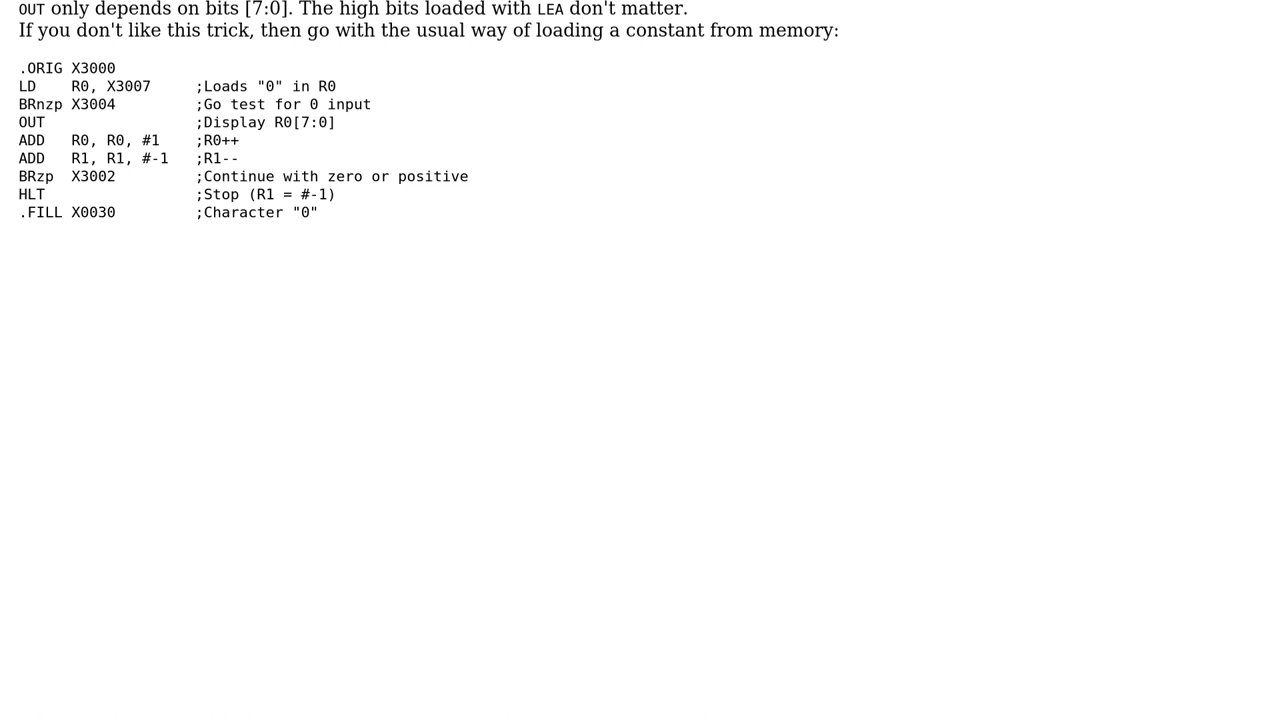 OUT only depends on bits [7:0]. The high bits loaded with LEA don't matter.
If you don't like this trick, then go with the usual way of loading a constant from memory:
.ORIG X3000
LD    R0, X3007     ;Loads "0" in R0
BRnzp X3004         ;Go test for 0 input
OUT                 ;Display R0[7:0]
ADD   R0, R0, #1    ;R0++
ADD   R1, R1, #-1   ;R1--
BRzp  X3002         ;Continue with zero or positive
HLT                 ;Stop (R1 = #-1)
.FILL X0030         ;Character "0"